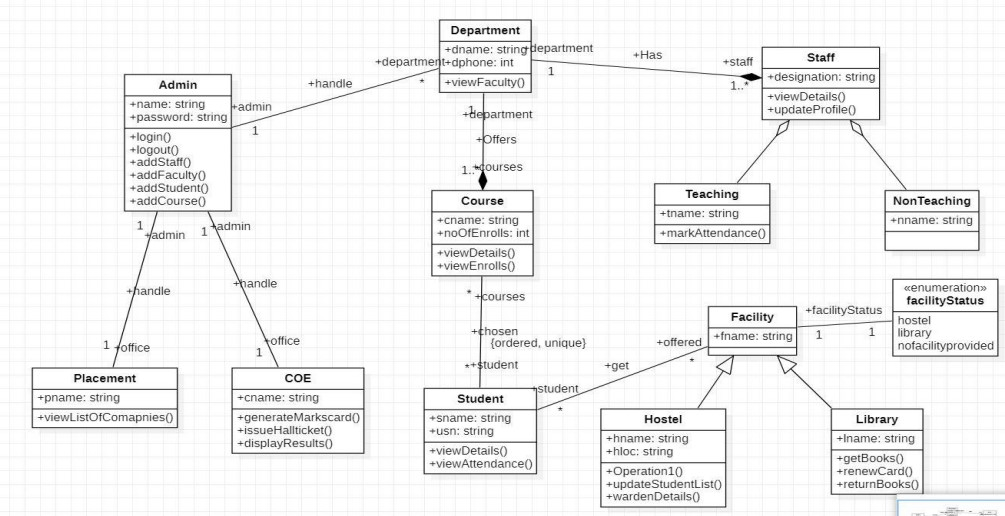 Department
+dname: string
+dphone: int
+viewFaculty()
+department
1
+Has
+staff
1..*
Staff
+designation: string
+viewDetails()
+updateProfile()
Admin
+name: string
+password: string
+login()
+logout()
+addStaff()
+addFaculty()
+addStudent()
+addCourse()
+admin
1
+handle
+department
*
1
+department
+Offers
1..*
+courses
Course
+cname: string
+noOfEnrolls: int
+viewDetails()
+viewEnrolls()
Teaching
+tname: string
+markAttendance()
NonTeaching
+nname: string
1
+admin
+handle
1
+office
1
+admin
+handle
+office
1
Placement
+pname: string
+viewListOfComapnies()
COE
+cname: string
+generateMarkscard()
+issueHallticket()
+displayResults()
*
+courses
+chosen
{ordered, unique}
*
+student
Student
+sname: string
+usn: string
+viewDetails()
+viewAttendance()
+student
*
+get
+offered
*
Facility
+fname: string
+facilityStatus
1
1
«enumeration»
facilityStatus
hostel
library
nofacilityprovided
Hostel
+hname: string
+hloc: string
+Operation1()
+updateStudentList()
+wardenDetails()
Library
+lname: string
+getBooks()
+renewCard()
+returnBooks()